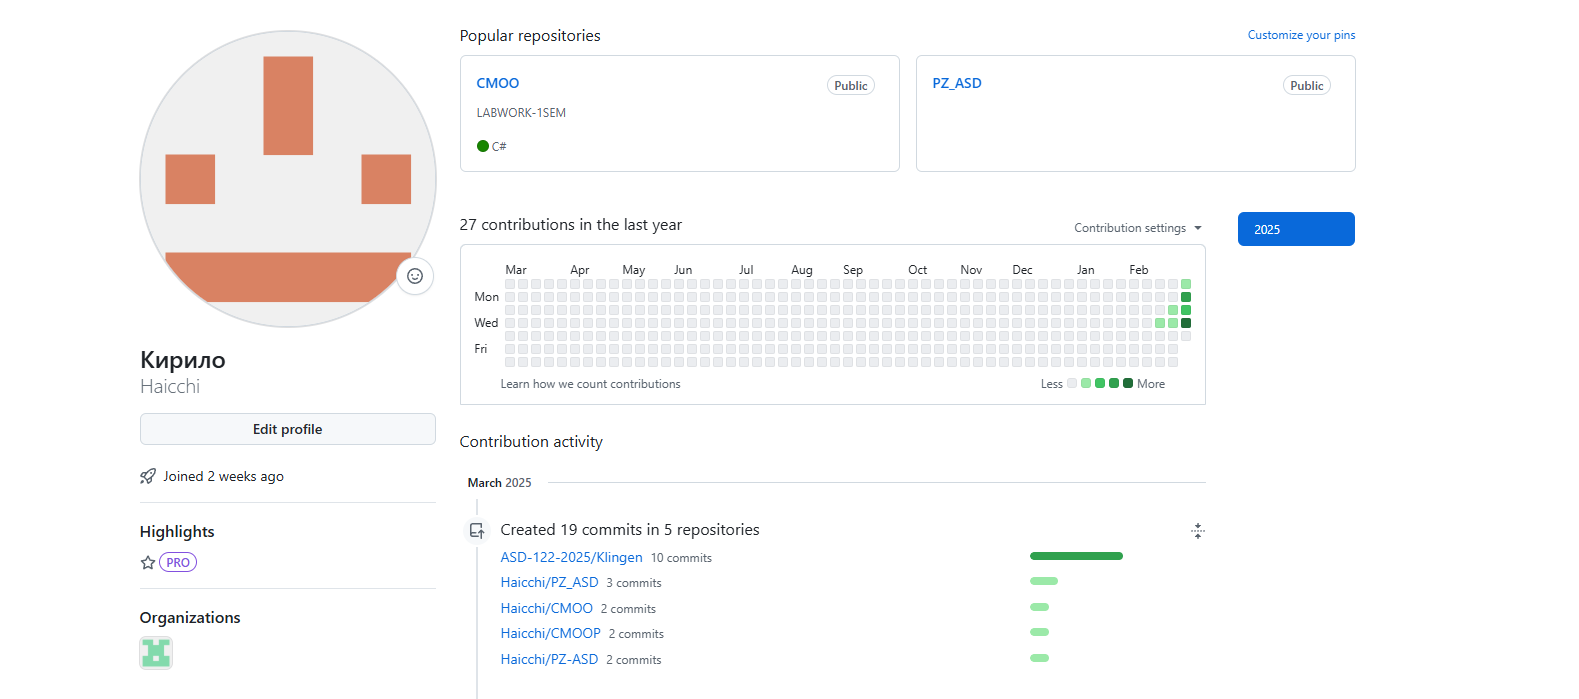 Popular repositories
Customize your pins
CMOO
Public
LABWORK-1SEM
C#
PZ_ASD
Public
27 contributions in the last year
Contribution settings
2025
Mar Apr May Jun Jul Aug Sep Oct Nov Dec Jan Feb
Mon
Wed
Fri
Learn how we count contributions
Less More
Кирило
Haicchi
Edit profile
Joined 2 weeks ago
Highlights
PRO
Organizations
Contribution activity
March 2025
Created 19 commits in 5 repositories
ASD-122-2025/Klingen 10 commits
Haicchi/PZ_ASD 3 commits
Haicchi/CMOO 2 commits
Haicchi/CMOOP 2 commits
Haicchi/PZ-ASD 2 commits